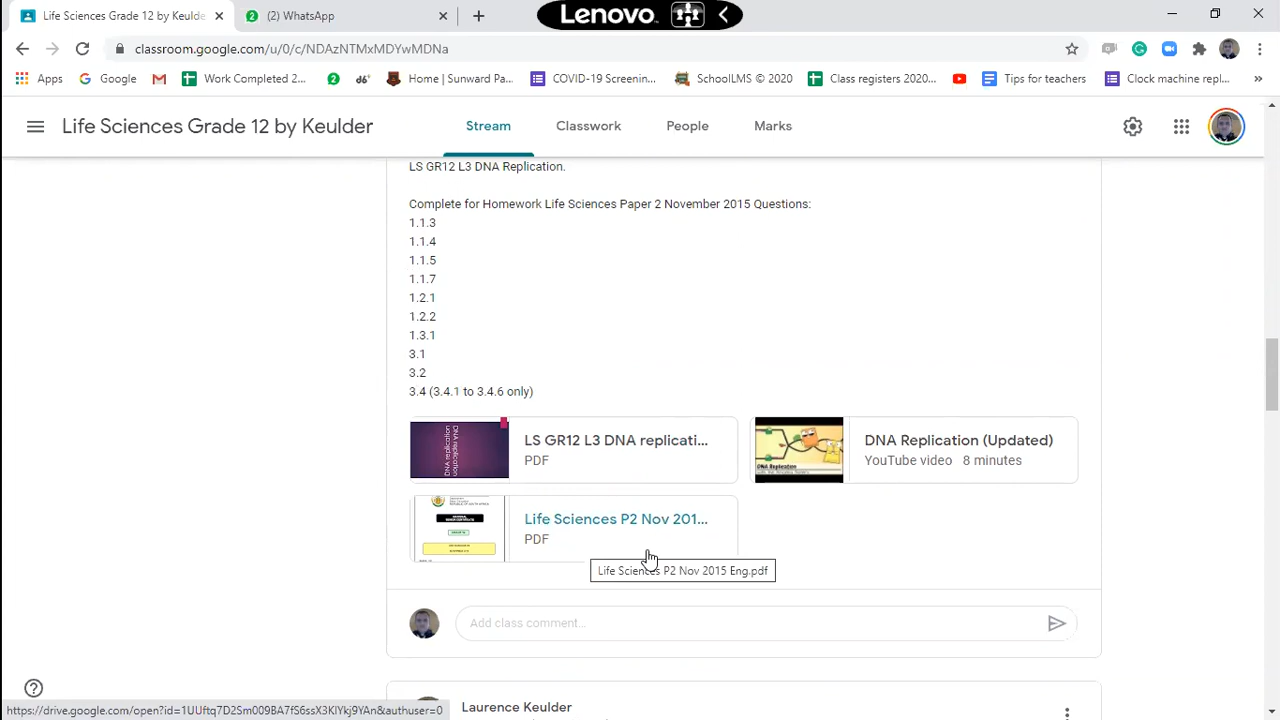 Life Sciences Grade 12 by Keulde
(2) WhatsApp
Lenovo
classroom.google.com/u/0/c/NDAzNTMxMDYwMDNa
Apps
Google
Work Completed 2...
Home | Sunward Pa...
COVID-19 Screenin...
SchoolLMS © 2020
Class registers 2020...
Tips for teachers
Clock machine repl...
Life Sciences Grade 12 by Keulder
Stream
Classwork
People
Marks
LS GR12 L3 DNA Replication.
Complete for Homework Life Sciences Paper 2 November 2015 Questions:
1.1.3
1.1.4
1.1.5
1.1.7
1.2.1
1.2.2
1.3.1
3.1
3.2
3.4 (3.4.1 to 3.4.6 only)
DNA replication
LS GR12 L3 DNA replicati...
PDF
DNA Replication
DNA Replication (Updated)
YouTube video 8 minutes
Life Sciences P2 Nov 201...
PDF
Life Sciences P2 Nov 2015 Eng.pdf
Add class comment...
Laurence Keulder
https://drive.google.com/open?id=1UUftq7D2Sm009BA7fS6ssX3KlYkj9YAn&authuser=0